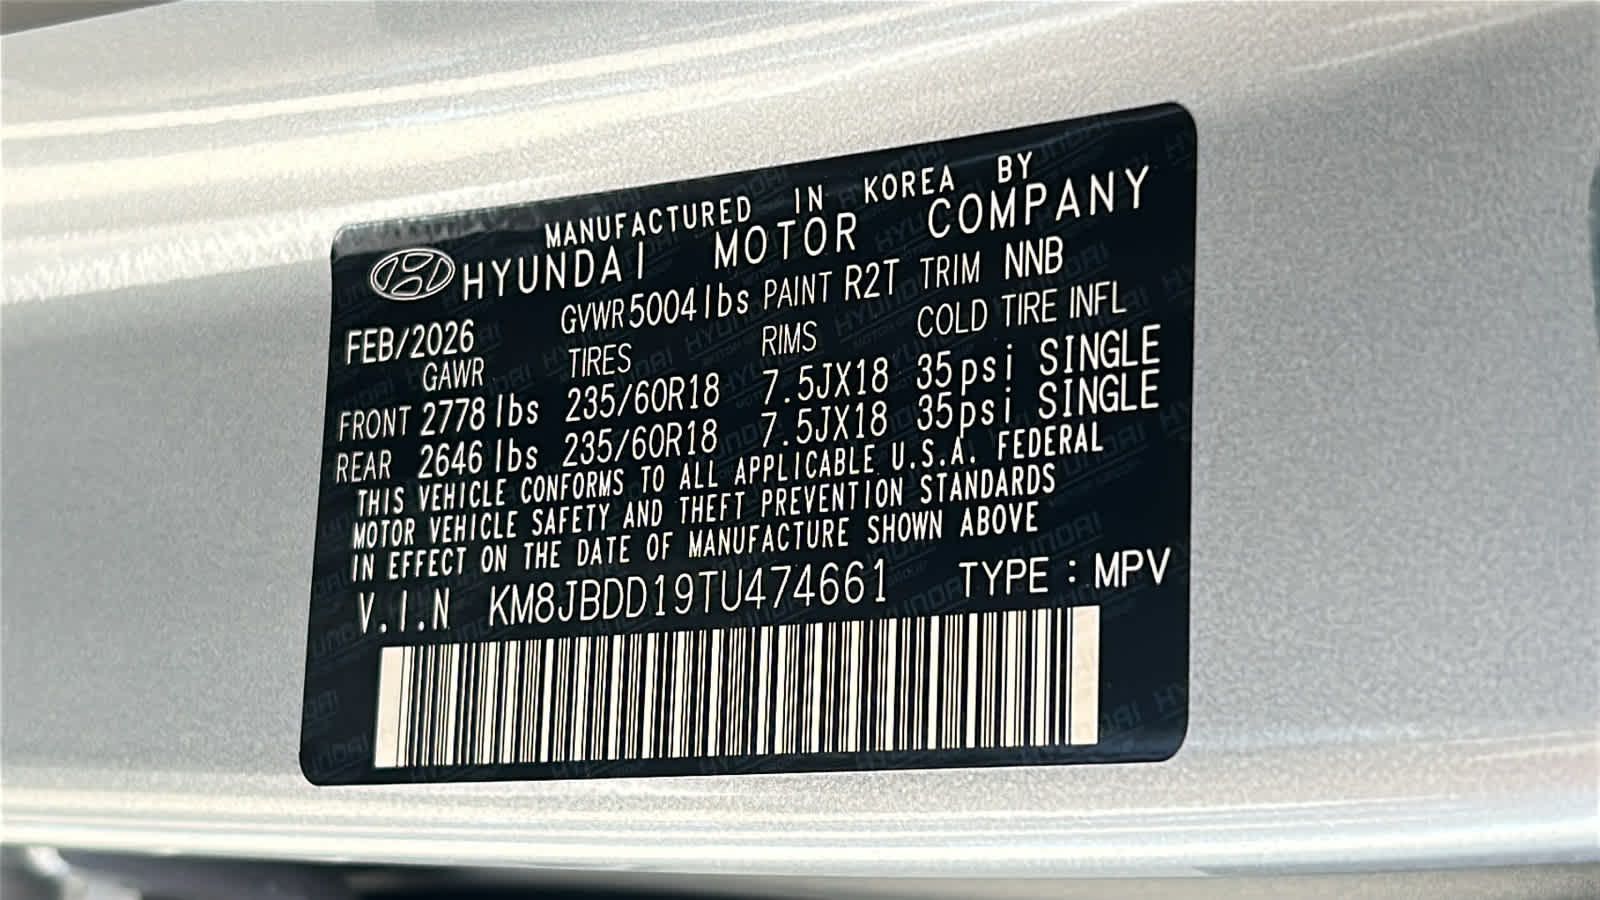 MANUFACTURED IN KOREA BY
HYUNDAI MOTOR COMPANY
FEB/2026 GVWR 5004 lbs PAINT R2T TRIM NNB
GAWR TIRES RIMS COLD TIRE INFL
FRONT 2778 lbs 235/60R18 7.5JX18 35psi SINGLE
REAR 2646 lbs 235/60R18 7.5JX18 35psi SINGLE
THIS VEHICLE CONFORMS TO ALL APPLICABLE U.S.A. FEDERAL
MOTOR VEHICLE SAFETY AND THEFT PREVENTION STANDARDS
IN EFFECT ON THE DATE OF MANUFACTURE SHOWN ABOVE
V.I.N KM8JBDD19TU474661 TYPE : MPV